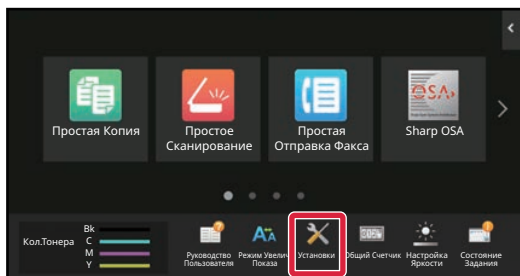 Простая Копия
Простое
Сканирование
Простая
Отправка Факса
OSA
Sharp OSA
Кол.Тонера
Bk
C
M
Y
Руководство
Пользователя
Режим Увелич
Показа
Установки
Общий Счетчик
Настройка
Яркости
Состояние
Задания